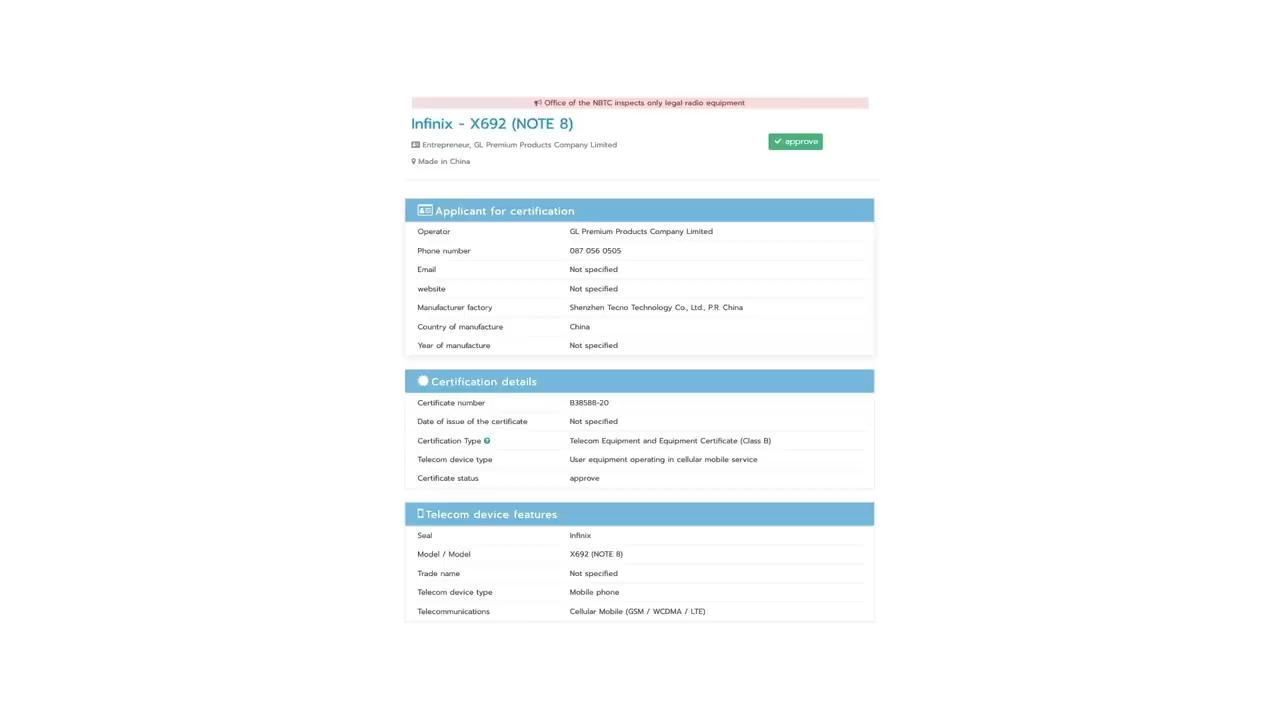 Office of the NBTC inspects only legal radio equipment
Infinix - X692 (NOTE 8)
Entrepreneur, GL Premium Products Company Limited
approve
Made in China
Applicant for certification
Operator GL Premium Products Company Limited
Phone number 087 056 0505
Email Not specified
website Not specified
Manufacturer factory Shenzhen Tecno Technology Co., Ltd., P.R. China
Country of manufacture China
Year of manufacture Not specified
Certification details
Certificate number B38588-20
Date of issue of the certificate Not specified
Certification Type Telecom Equipment and Equipment Certificate (Class B)
Telecom device type User equipment operating in cellular mobile service
Certificate status approve
Telecom device features
Seal Infinix
Model / Model X692 (NOTE 8)
Trade name Not specified
Telecom device type Mobile phone
Telecommunications Cellular Mobile (GSM / WCDMA / LTE)